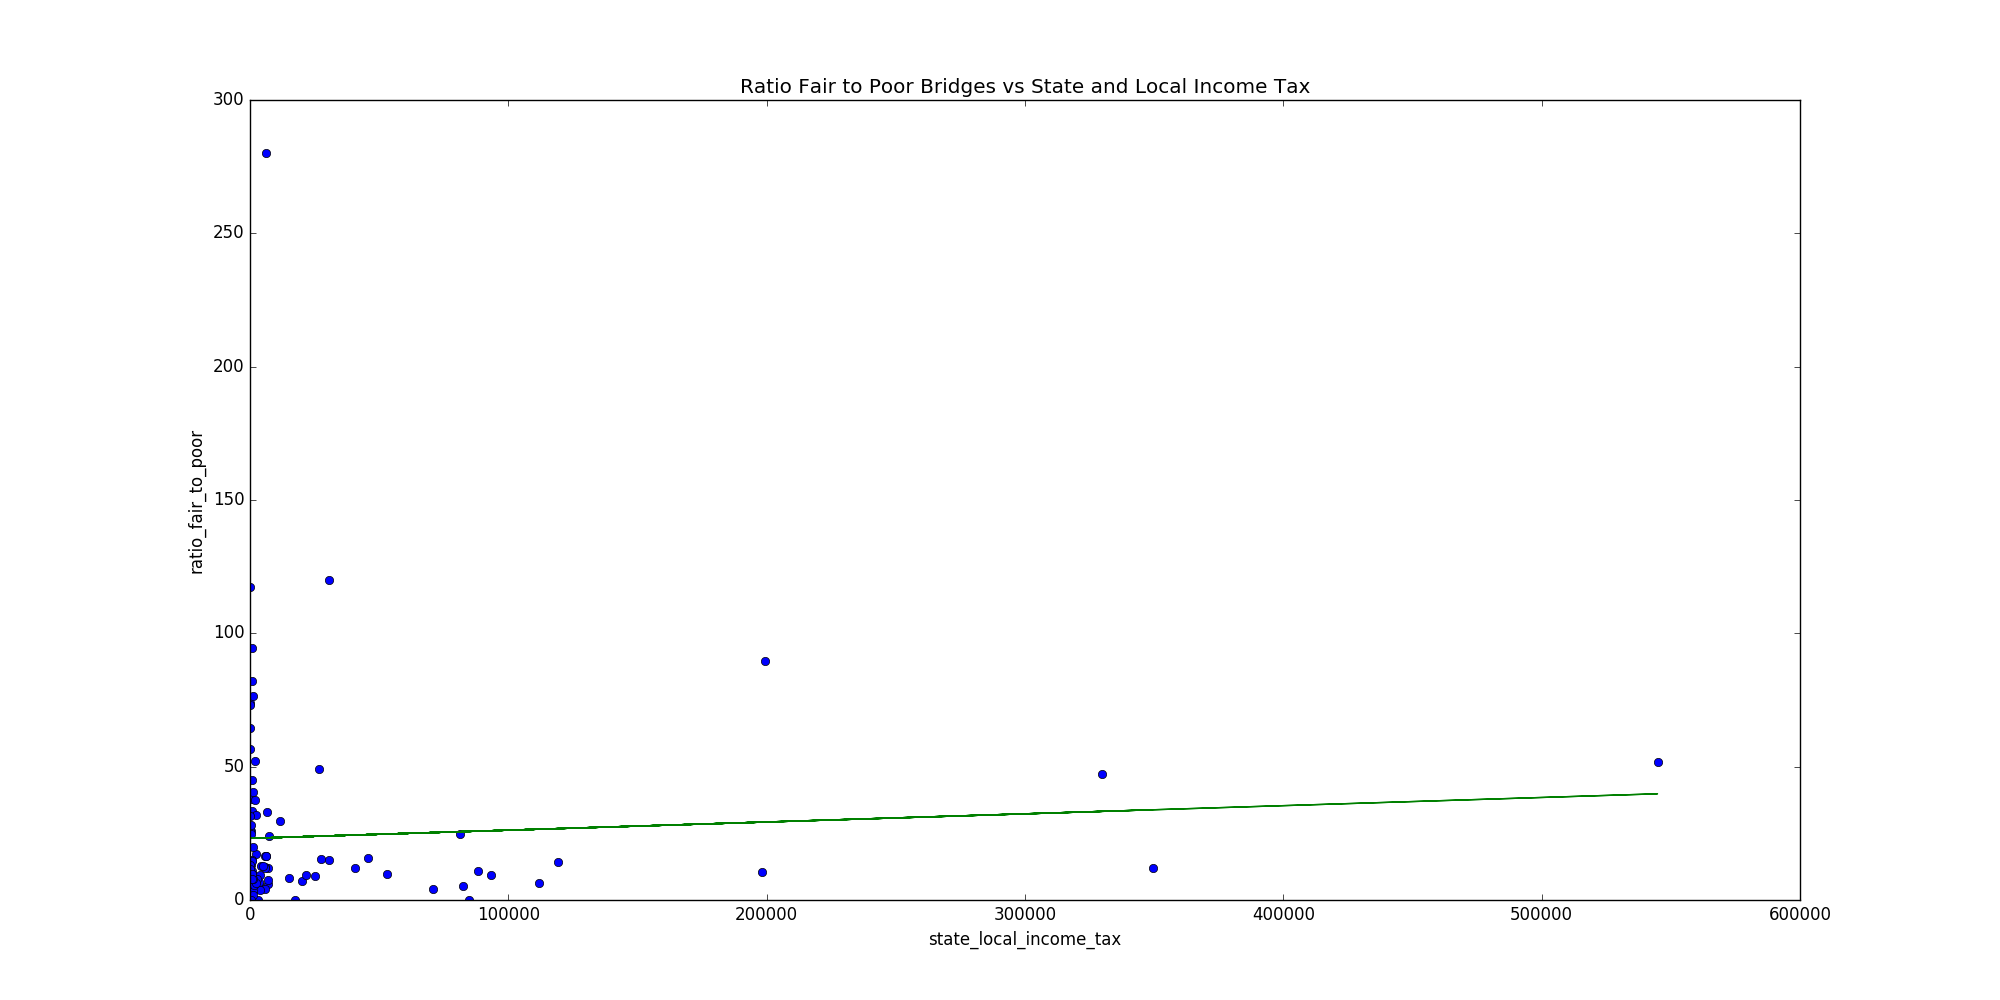 Ratio Fair to Poor Bridges vs State and Local Income Tax
300
250
200
150
100
50
0
ratio_fair_to_poor
0 100000 200000 300000 400000 500000 600000
state_local_income_tax